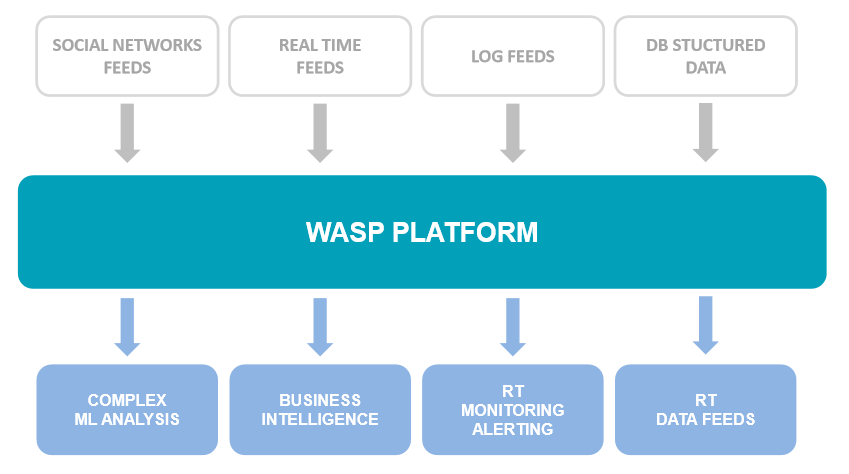 SOCIAL NETWORKS
FEEDS
REAL TIME
FEEDS
LOG FEEDS
DB STUCTURED
DATA
WASP PLATFORM
COMPLEX
ML ANALYSIS
BUSINESS
INTELLIGENCE
RT
MONITORING
ALERTING
RT
DATA FEEDS